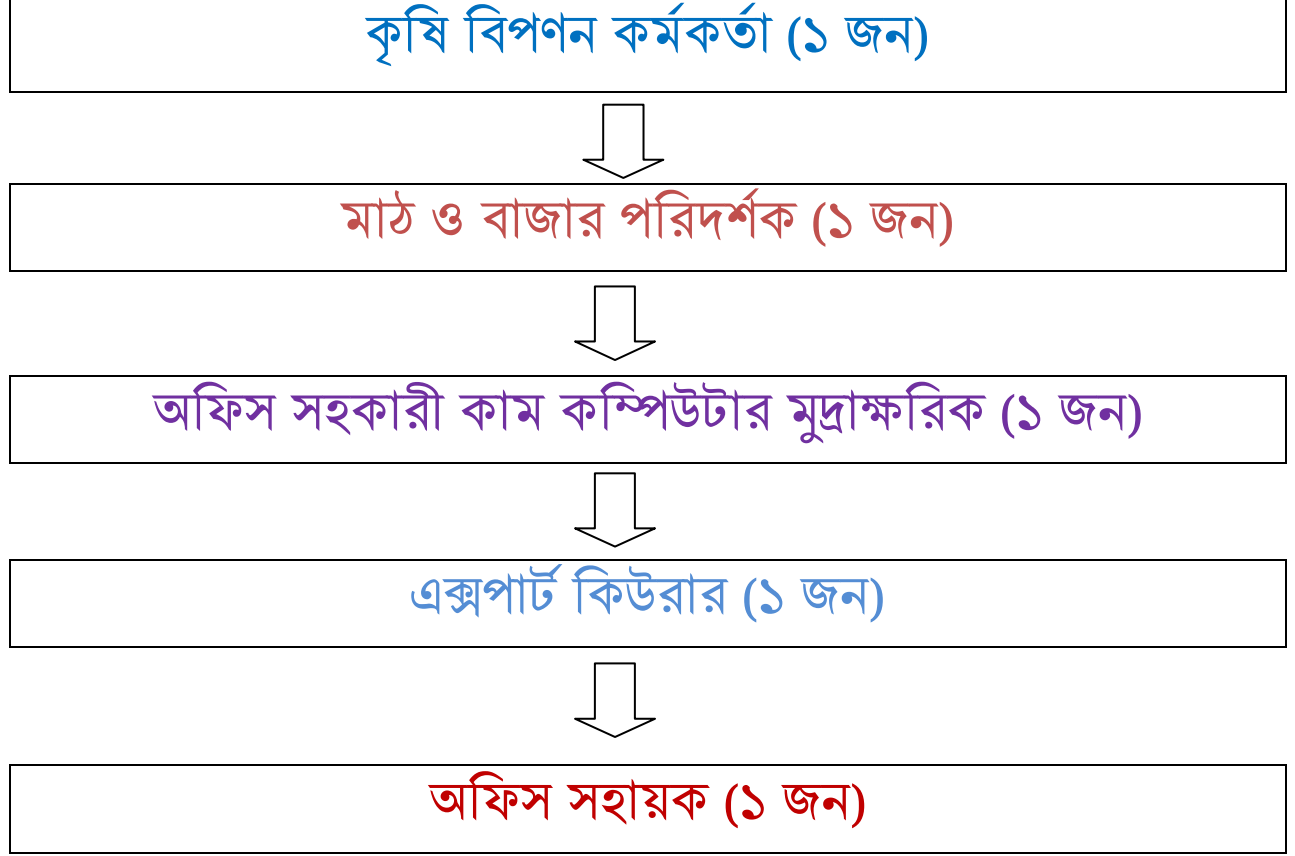 কৃষি বিপণন কর্মকর্তা (১ জন)
মাঠ ও বাজার পরিদর্শক (১ জন)
অফিস সহকারী কাম কম্পিউটার মুদ্রাক্ষরিক (১ জন)
এক্সপার্ট কিউরার (১ জন)
অফিস সহায়ক (১ জন)